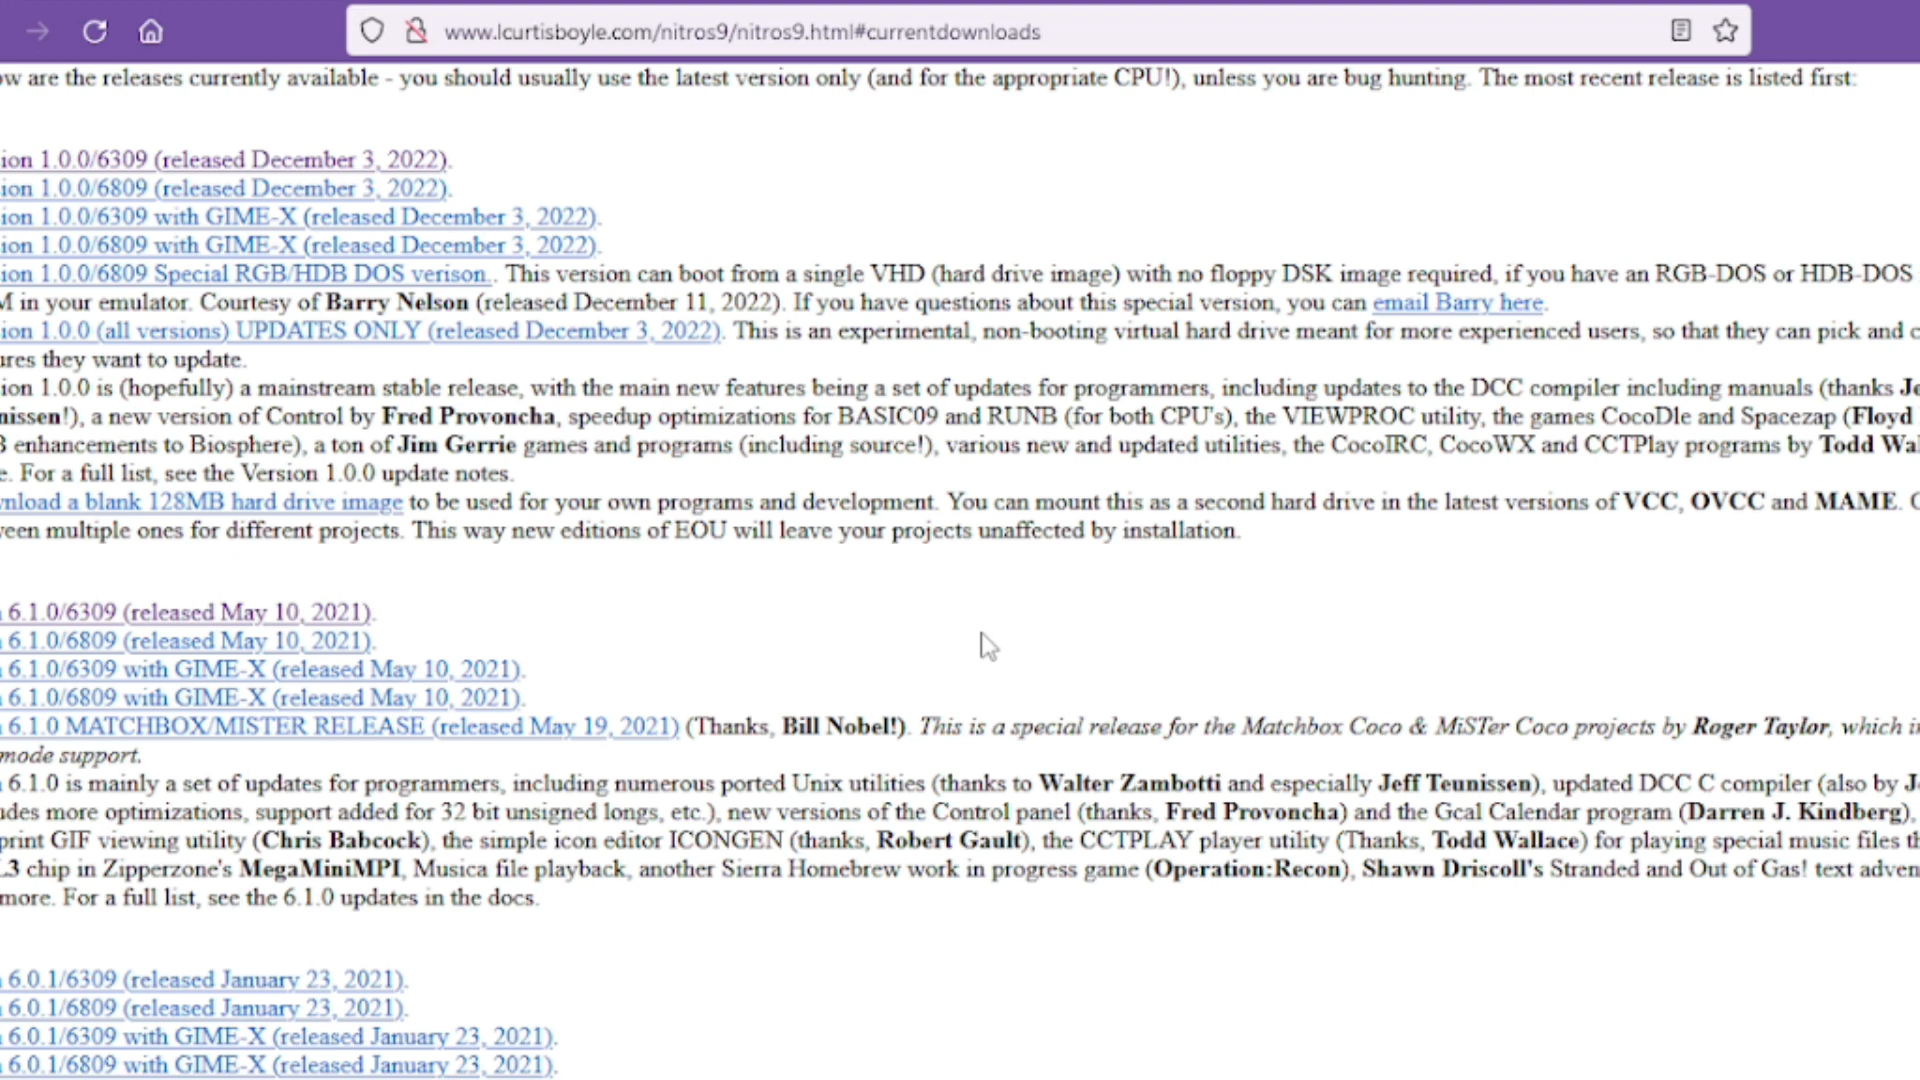 www.lcurtisboyle.com/nitros9/nitros9.html#currentdownloads
ow are the releases currently available - you should usually use the latest version only (and for the appropriate CPU!), unless you are bug hunting. The most recent release is listed first:
ion 1.0.0/6309 (released December 3, 2022).
ion 1.0.0/6809 (released December 3, 2022).
ion 1.0.0/6309 with GIME-X (released December 3, 2022).
ion 1.0.0/6809 with GIME-X (released December 3, 2022).
ion 1.0.0/6809 Special RGB/HDB DOS verison.. This version can boot from a single VHD (hard drive image) with no floppy DSK image required, if you have an RGB-DOS or HDB-DOS
M in your emulator. Courtesy of Barry Nelson (released December 11, 2022). If you have questions about this special version, you can email Barry here.
ion 1.0.0 (all versions) UPDATES ONLY (released December 3, 2022). This is an experimental, non-booting virtual hard drive meant for more experienced users, so that they can pick and c
ures they want to update.
ion 1.0.0 is (hopefully) a mainstream stable release, with the main new features being a set of updates for programmers, including updates to the DCC compiler including manuals (thanks Je
nissen!), a new version of Control by Fred Provoncha, speedup optimizations for BASIC09 and RUNB (for both CPU's), the VIEWPROC utility, the games CocoDle and Spacezap (Floyd
3 enhancements to Biosphere), a ton of Jim Gerrie games and programs (including source!), various new and updated utilities, the CocoIRC, CocoWX and CCTPlay programs by Todd Wal
e. For a full list, see the Version 1.0.0 update notes.
wnload a blank 128MB hard drive image to be used for your own programs and development. You can mount this as a second hard drive in the latest versions of VCC, OVCC and MAME. C
veen multiple ones for different projects. This way new editions of EOU will leave your projects unaffected by installation.
6.1.0/6309 (released May 10, 2021).
6.1.0/6809 (released May 10, 2021).
6.1.0/6309 with GIME-X (released May 10, 2021).
6.1.0/6809 with GIME-X (released May 10, 2021).
6.1.0 MATCHBOX/MISTER RELEASE (released May 19, 2021) (Thanks, Bill Nobel!). This is a special release for the Matchbox Coco & MiSTer Coco projects by Roger Taylor, which i
mode support.
6.1.0 is mainly a set of updates for programmers, including numerous ported Unix utilities (thanks to Walter Zambotti and especially Jeff Teunissen), updated DCC C compiler (also by J
udes more optimizations, support added for 32 bit unsigned longs, etc.), new versions of the Control panel (thanks, Fred Provoncha) and the Gcal Calendar program (Darren J. Kindberg),
print GIF viewing utility (Chris Babcock), the simple icon editor ICONGEN (thanks, Robert Gault), the CCTPLAY player utility (Thanks, Todd Wallace) for playing special music files th
L3 chip in Zipperzone's MegaMiniMPI, Musica file playback, another Sierra Homebrew work in progress game (Operation:Recon), Shawn Driscoll's Stranded and Out of Gas! text adven
more. For a full list, see the 6.1.0 updates in the docs.
6.0.1/6309 (released January 23, 2021).
6.0.1/6809 (released January 23, 2021).
6.0.1/6309 with GIME-X (released January 23, 2021).
6.0.1/6809 with GIME-X (released January 23, 2021).